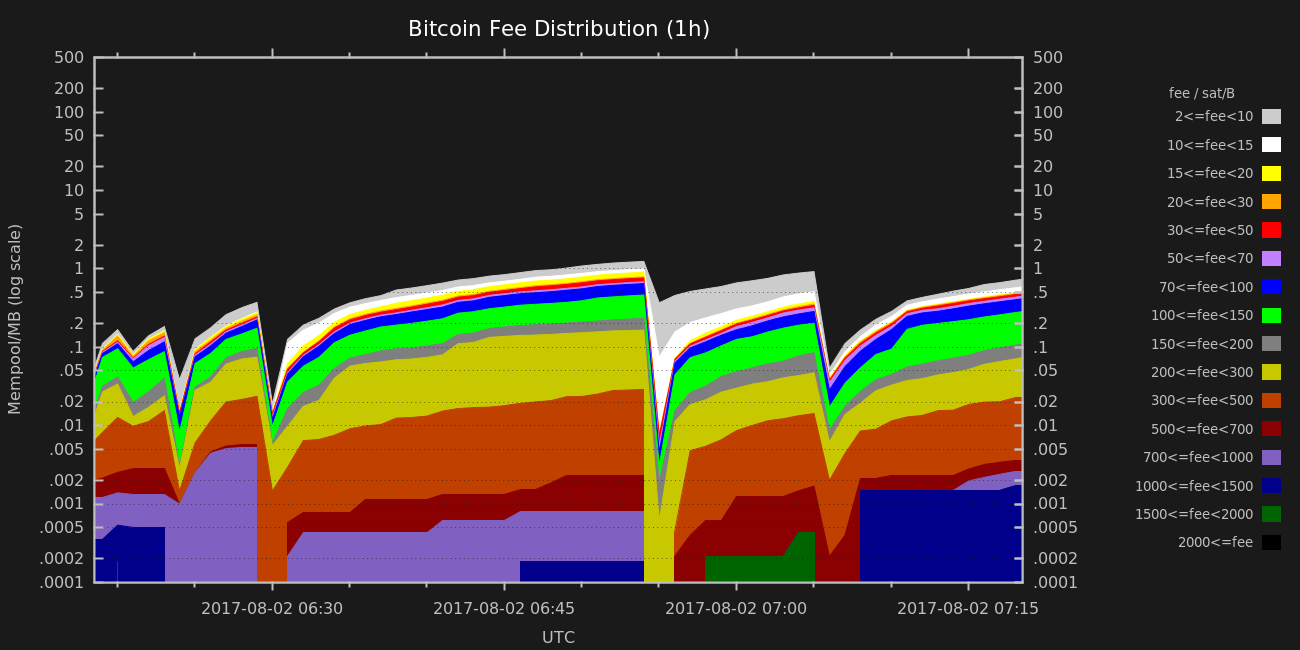 Bitcoin Fee Distribution (1h)
500 500
200 200
100 100
50 50
20 20
10 10
5 5
2 2
1 1
.5 .5
.2 .2
.1 .1
.05 .05
.02 .02
.01 .01
.005 .005
.002 .002
.001 .001
.0005 .0005
.0002 .0002
.0001 .0001
Mempool/MB (log scale)
2017-08-02 06:30 2017-08-02 06:45 2017-08-02 07:00 2017-08-02 07:15
UTC
fee / sat/B
2<=fee<10
10<=fee<15
15<=fee<20
20<=fee<30
30<=fee<50
50<=fee<70
70<=fee<100
100<=fee<150
150<=fee<200
200<=fee<300
300<=fee<500
500<=fee<700
700<=fee<1000
1000<=fee<1500
1500<=fee<2000
2000<=fee